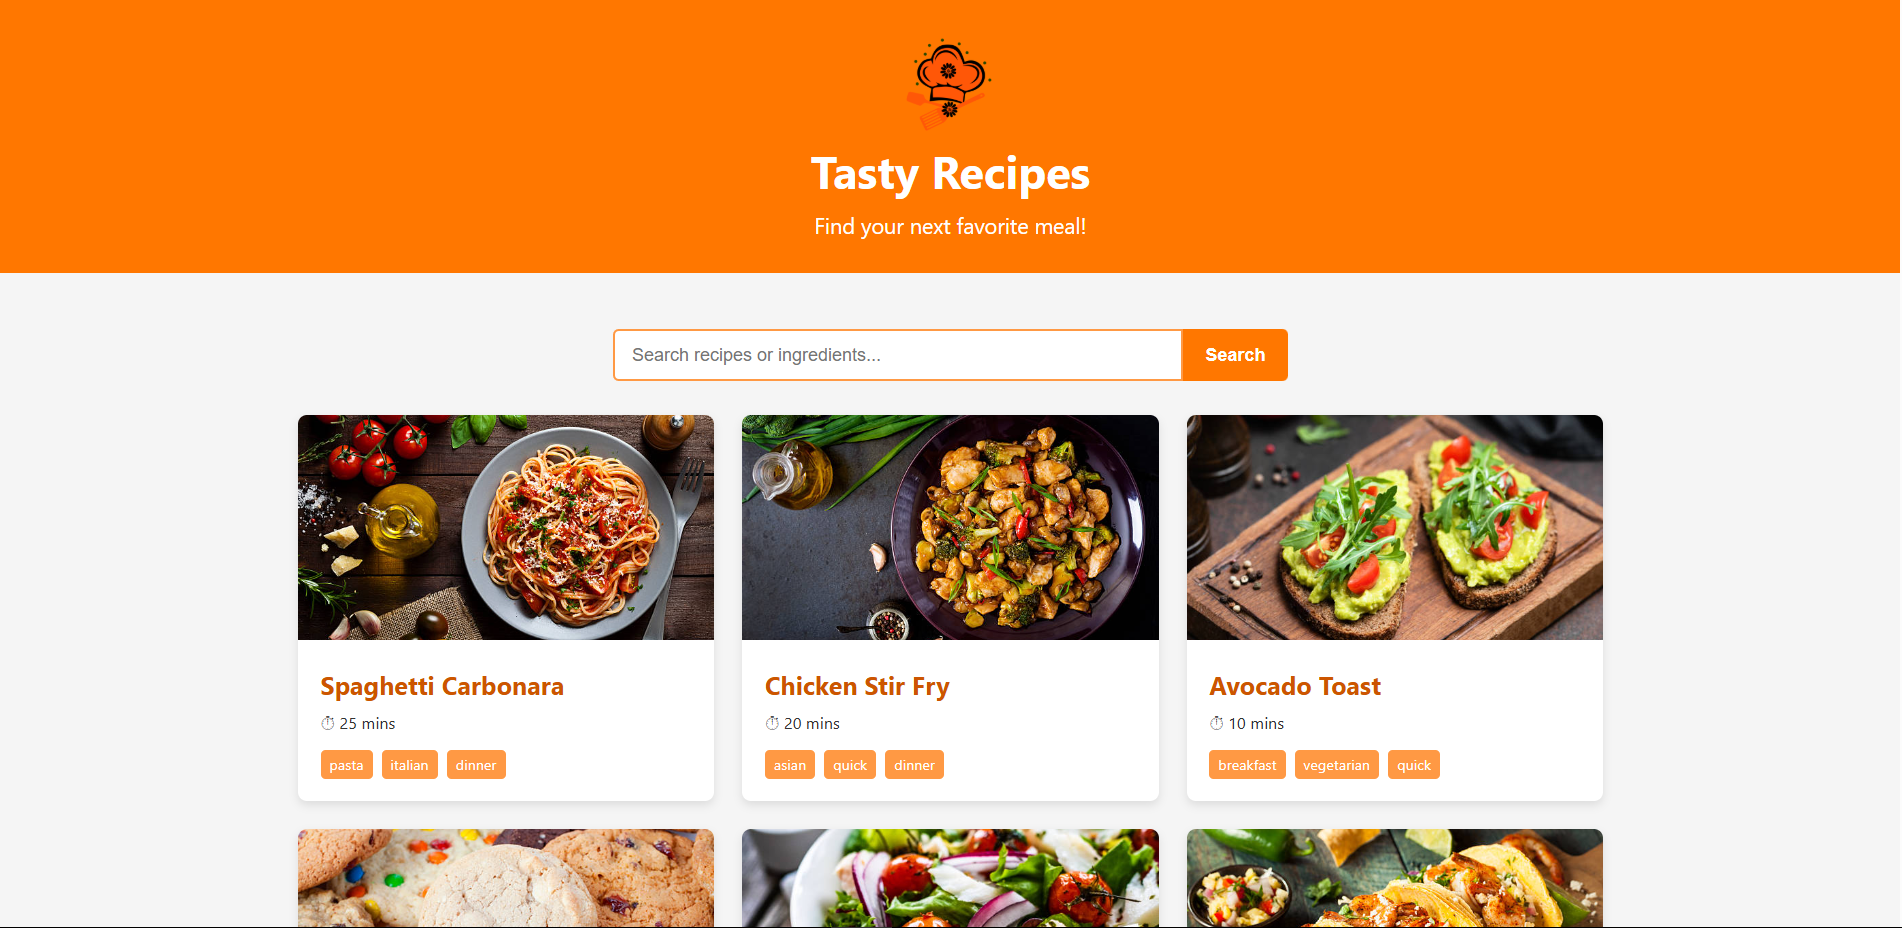 Tasty Recipes
Find your next favorite meal!
Search recipes or ingredients...
Search
Spaghetti Carbonara
⏱ 25 mins
pasta italian dinner
Chicken Stir Fry
⏱ 20 mins
asian quick dinner
Avocado Toast
⏱ 10 mins
breakfast vegetarian quick